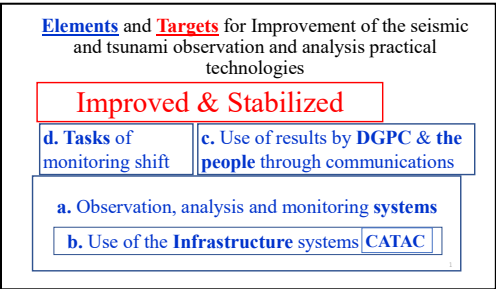 Elements and Targets for Improvement of the seismic
and tsunami observation and analysis practical
technologies
Improved & Stabilized
d. Tasks of
monitoring shift
c. Use of results by DGPC & the
people through communications
a. Observation, analysis and monitoring systems
b. Use of the Infrastructure systems CATAC